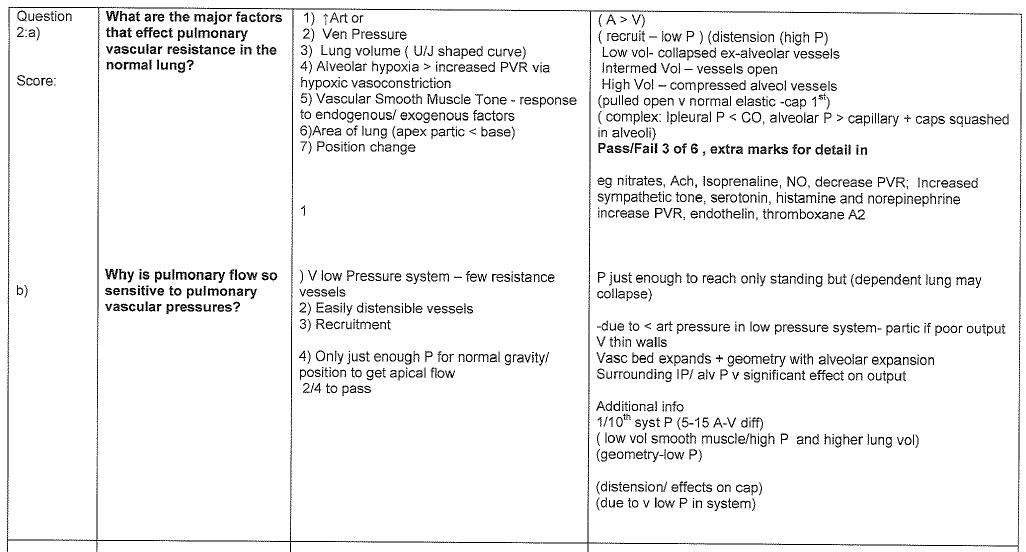 Question
2:a)
Score:
What are the major factors
that effect pulmonary
vascular resistance in the
normal lung?
1) ↑Art or
2) Ven Pressure
3) Lung volume ( U/J shaped curve)
4) Alveolar hypoxia > increased PVR via
hypoxic vasoconstriction
5) Vascular Smooth Muscle Tone - response
to endogenous/ exogenous factors
6)Area of lung (apex partic < base)
7) Position change
1
( A > V)
( recruit – low P ) (distension (high P)
Low vol- collapsed ex-alveolar vessels
Intermed Vol – vessels open
High Vol – compressed alveol vessels
(pulled open v normal elastic -cap 1st)
( complex: Ipleural P < CO, alveolar P > capillary + caps squashed
in alveoli)
Pass/Fail 3 of 6 , extra marks for detail in
eg nitrates, Ach, Isoprenaline, NO, decrease PVR; Increased
sympathetic tone, serotonin, histamine and norepinephrine
increase PVR, endothelin, thromboxane A2
b)
Why is pulmonary flow so
sensitive to pulmonary
vascular pressures?
) V low Pressure system – few resistance
vessels
2) Easily distensible vessels
3) Recruitment
4) Only just enough P for normal gravity/
position to get apical flow
2/4 to pass
P just enough to reach only standing but (dependent lung may
collapse)
-due to < art pressure in low pressure system- partic if poor output
V thin walls
Vasc bed expands + geometry with alveolar expansion
Surrounding IP/ alv P v significant effect on output
Additional info
1/10th syst P (5-15 A-V diff)
( low vol smooth muscle/high P and higher lung vol)
(geometry-low P)
(distension/ effects on cap)
(due to v low P in system)